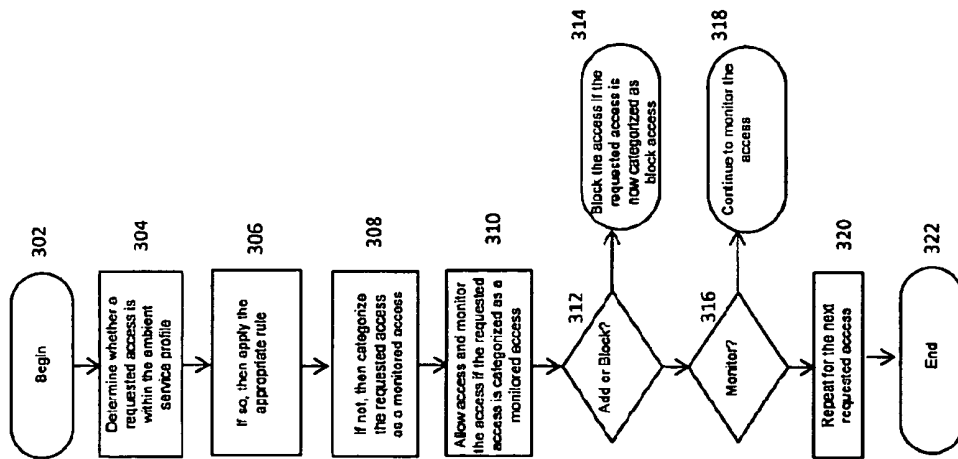 302
Begin
304
Determine whether a
requested access is
within the ambient
service profile
306
If so, then apply the
appropriate rule
308
If not, then categorize
the requested access
as a monitored access
310
Allow access and monitor
the access if the requested
access is categorized as a
monitored access
312
Add or Block?
314
Block the access if the
requested access is
now categorized as
block access
316
Monitor?
318
Continue to monitor the
access
320
Repeat for the next
requested access
322
End